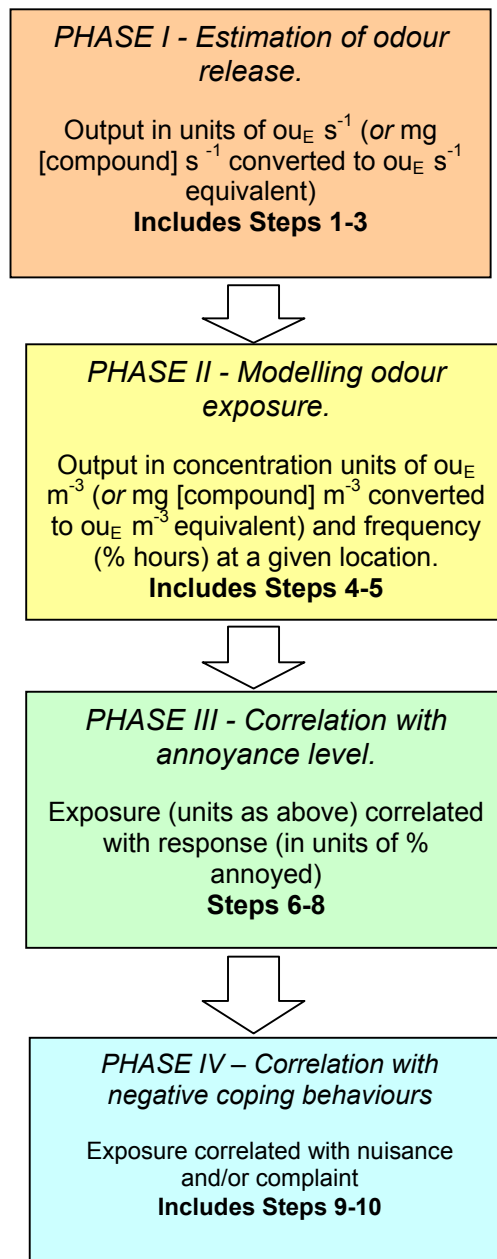 PHASE I - Estimation of odour
release.
Output in units of ouE s-1 (or mg
[compound] s -1 converted to ouE s-1
equivalent)
Includes Steps 1-3
PHASE II - Modelling odour
exposure.
Output in concentration units of ouE
m-3 (or mg [compound] m-3 converted
to ouE m-3 equivalent) and frequency
(% hours) at a given location.
Includes Steps 4-5
PHASE III - Correlation with
annoyance level.
Exposure (units as above) correlated
with response (in units of %
annoyed)
Steps 6-8
PHASE IV – Correlation with
negative coping behaviours
Exposure correlated with nuisance
and/or complaint
Includes Steps 9-10